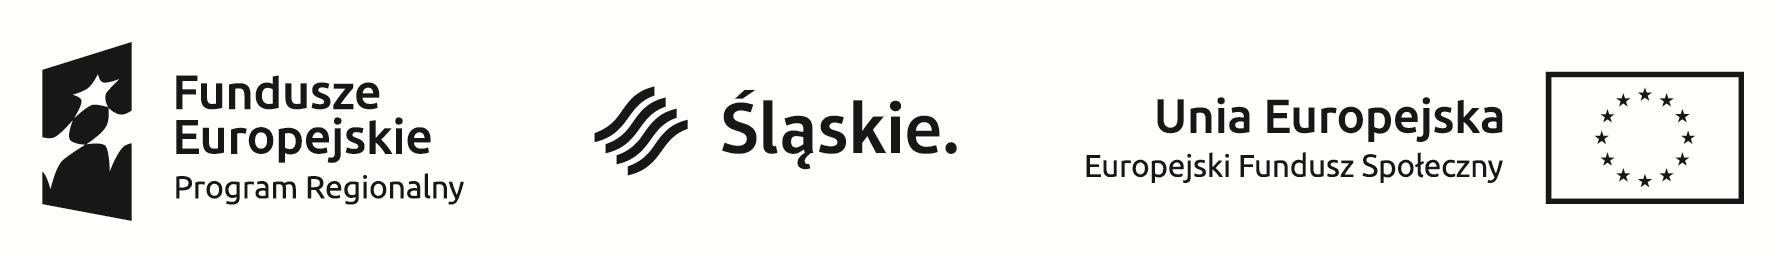 Fundusze
Europejskie
Program Regionalny
Śląskie.
Unia Europejska
Europejski Fundusz Społeczny